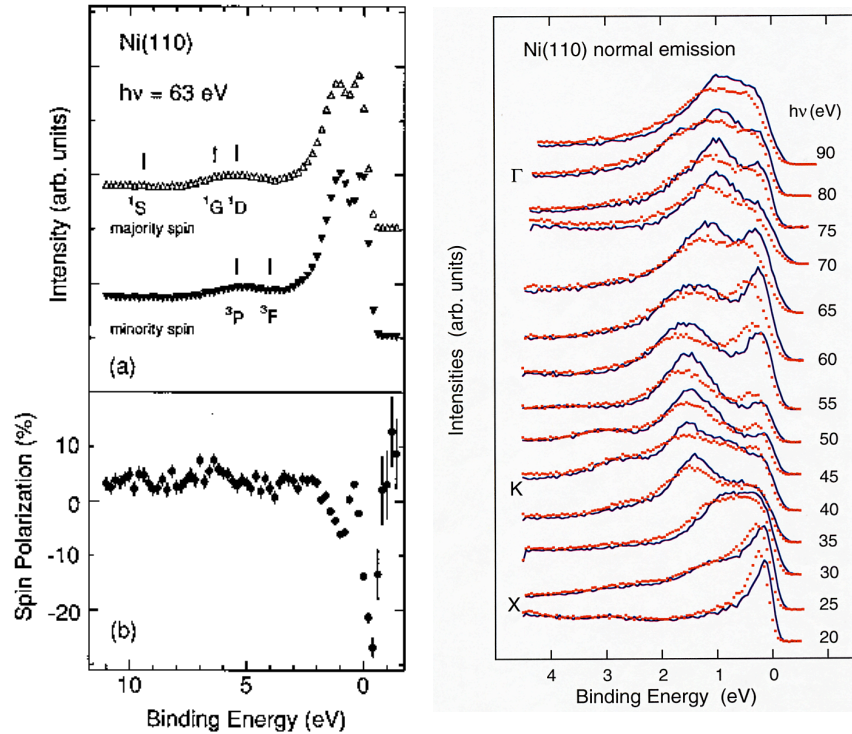 Ni(110)
hν = 63 eV
¹S
¹G ¹D
majority spin
³P ³F
minority spin
(a)
Intensity (arb. units)
10
0
-10
-20
(b)
Spin Polarization (%)
10 5 0
Binding Energy (eV)
Ni(110) normal emission
hν (eV)
90
Γ
80
75
70
65
60
55
50
45
K
40
35
30
25
X
20
Intensities (arb. units)
5 4 3 2 1 0
Binding Energy (eV)